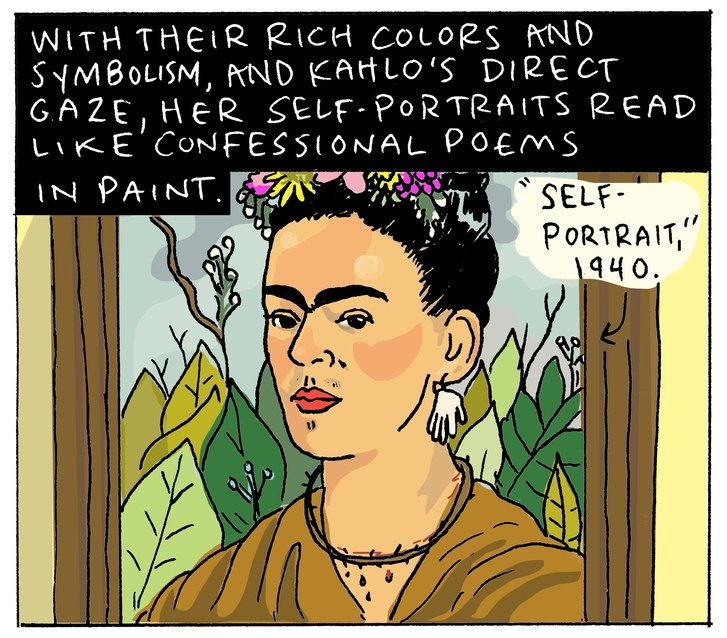 WITH THEIR RICH COLORS AND
SYMBOLISM, AND KAHLO'S DIRECT
GAZE, HER SELF-PORTRAITS READ
LIKE CONFESSIONAL POEMS
IN PAINT.
"SELF-
PORTRAIT,"
1940.